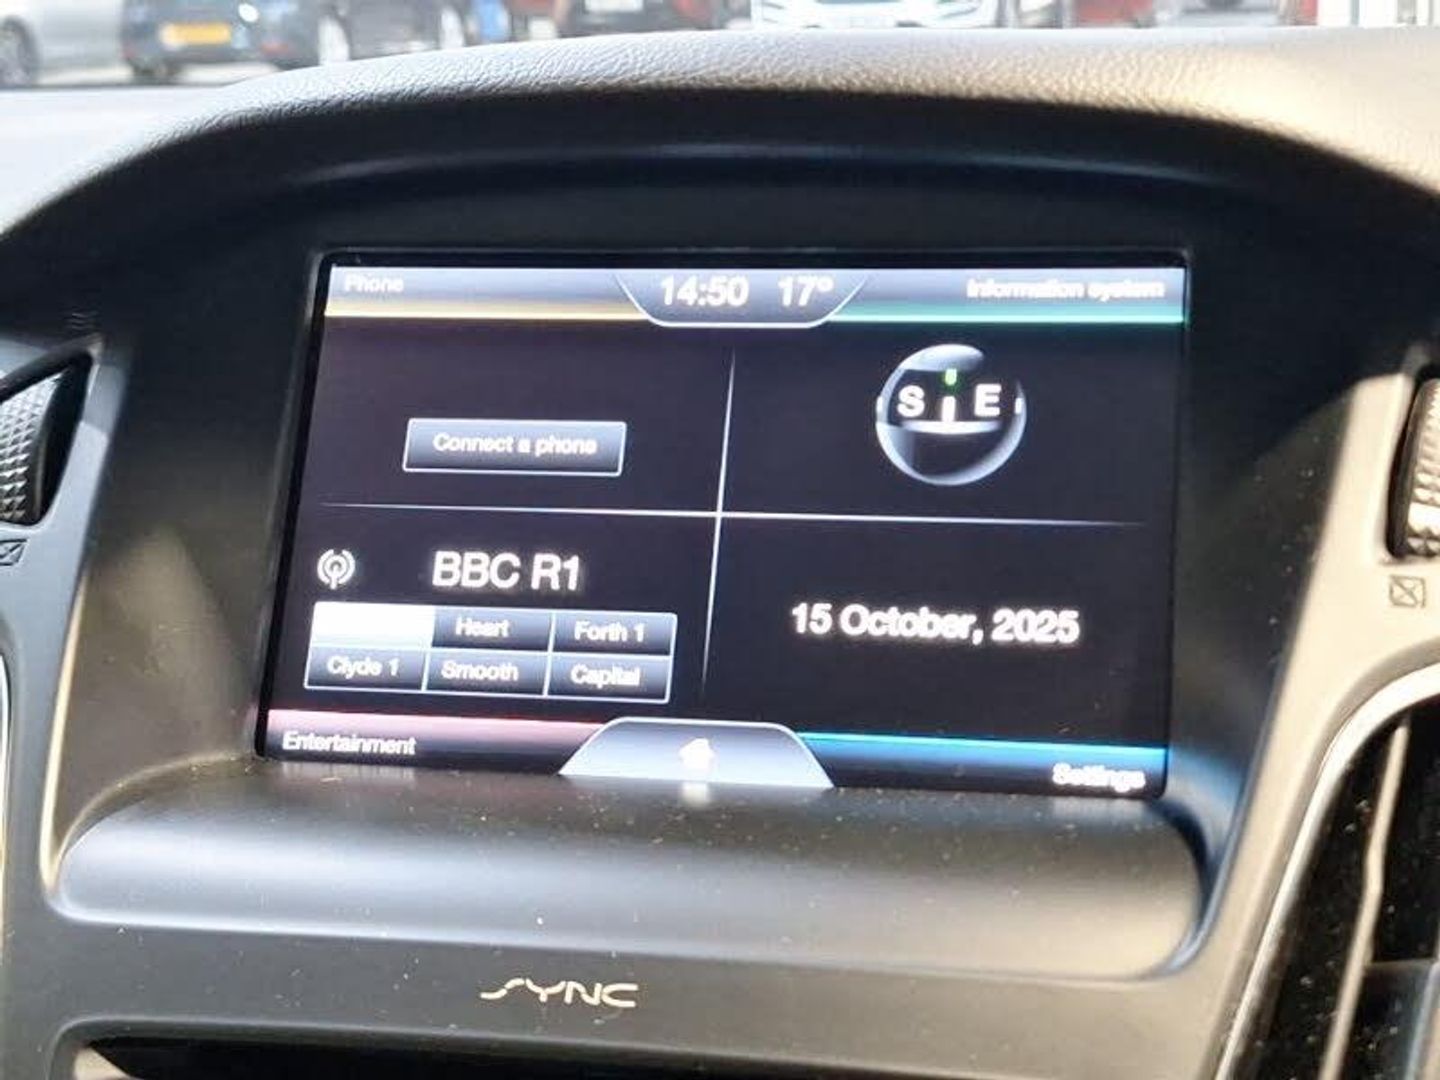 Phone
14:50 17°
Information system
Connect a phone
S E
BBC R1
Heart Forth 1
Clyde 1 Smooth Capital
15 October, 2025
Entertainment
Settings
SYNC